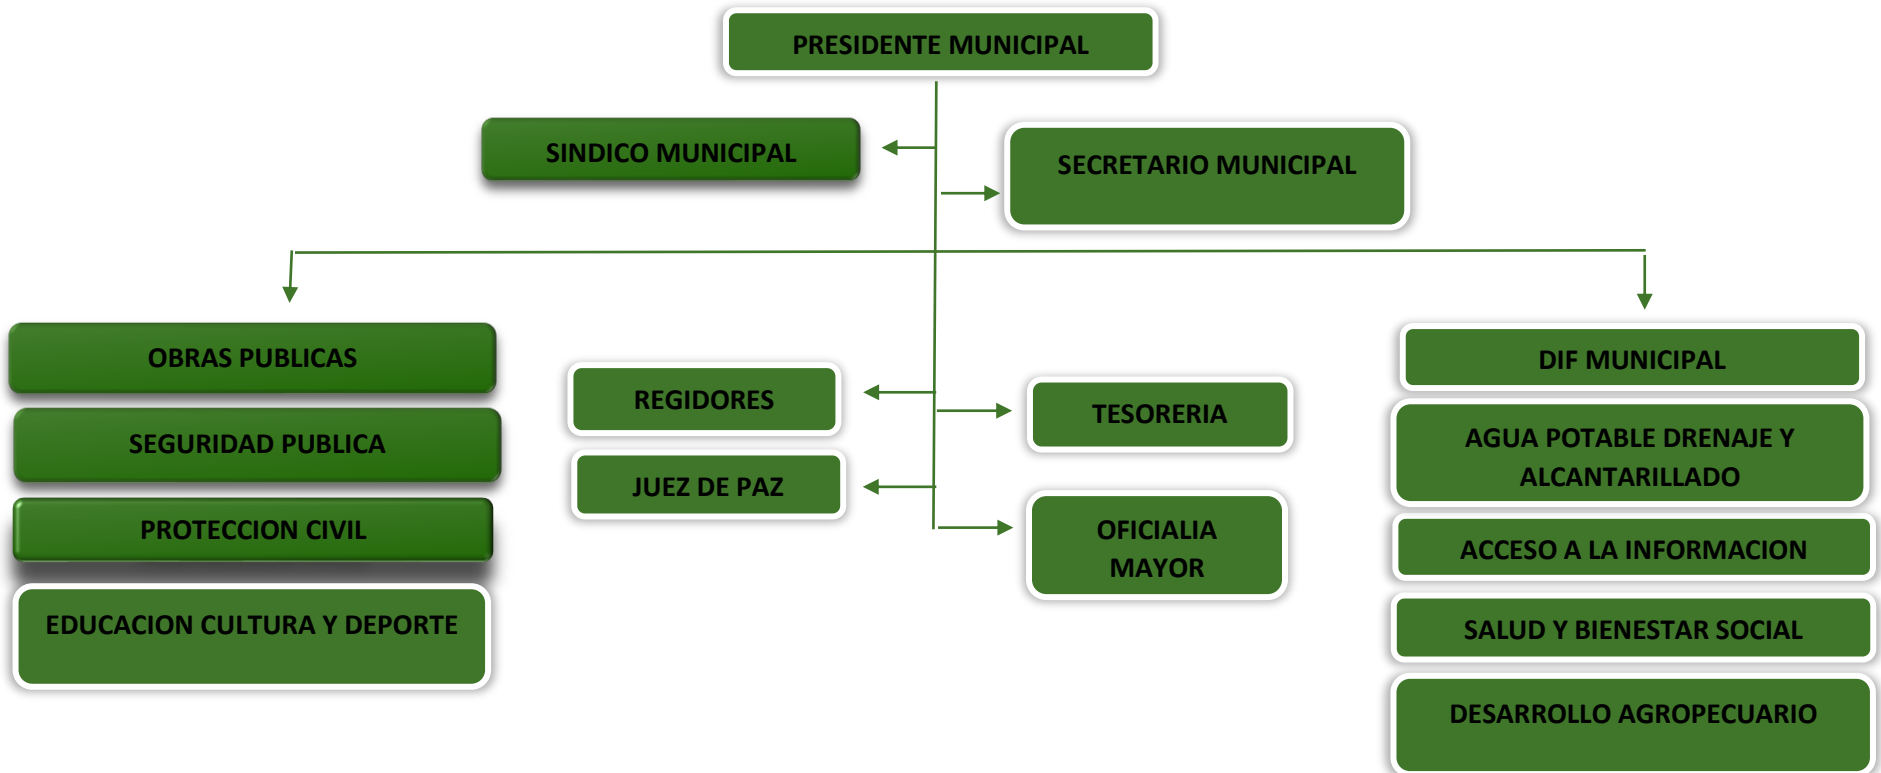 PRESIDENTE MUNICIPAL
SINDICO MUNICIPAL
SECRETARIO MUNICIPAL
OBRAS PUBLICAS
SEGURIDAD PUBLICA
PROTECCION CIVIL
EDUCACION CULTURA Y DEPORTE
REGIDORES
JUEZ DE PAZ
TESORERIA
OFICIALIA
MAYOR
DIF MUNICIPAL
AGUA POTABLE DRENAJE Y
ALCANTARILLADO
ACCESO A LA INFORMACION
SALUD Y BIENESTAR SOCIAL
DESARROLLO AGROPECUARIO